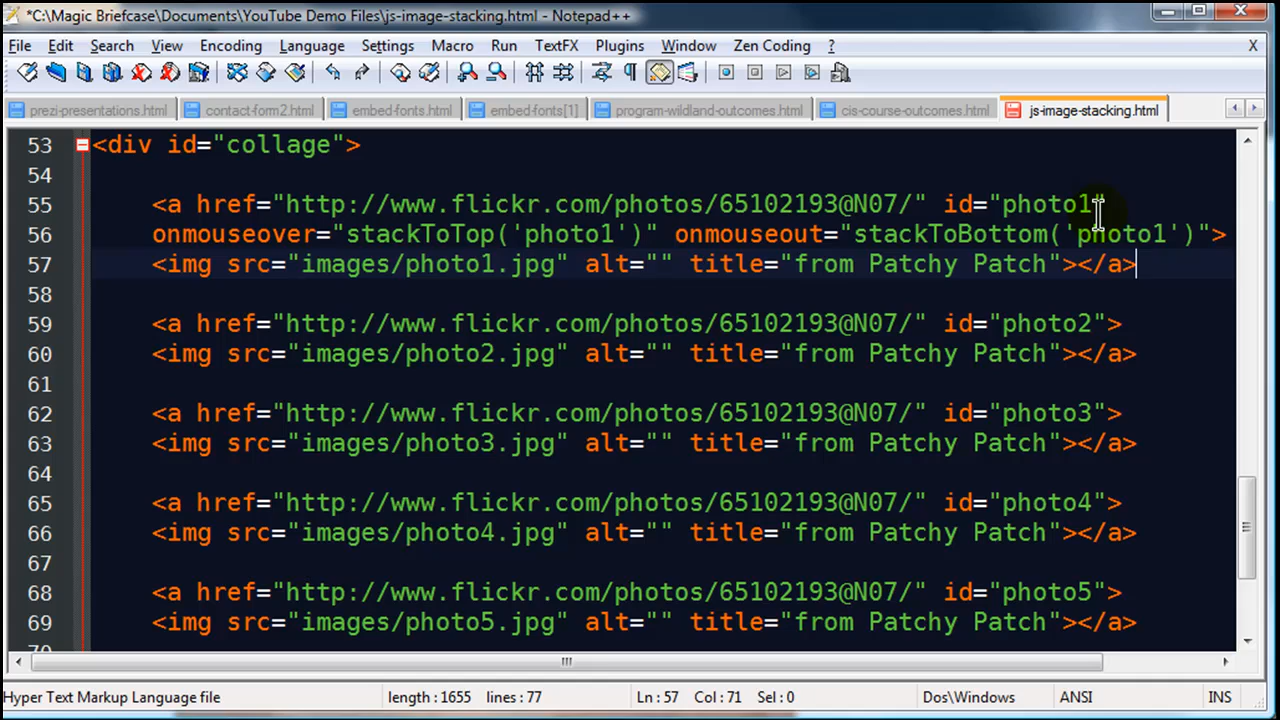 *C:\Magic Briefcase\Documents\YouTube Demo Files\js-image-stacking.html - Notepad++
File Edit Search View Encoding Language Settings Macro Run TextFX Plugins Window Zen Coding ? X
prezi-presentations.html contact-form2.html embed-fonts.html embed-fonts[1] program-wildland-outcomes.html cis-course-outcomes.html js-image-stacking.html
53 <div id="collage">
54
55 <a href="http://www.flickr.com/photos/65102193@N07/" id="photo1"
56 onmouseover="stackToTop('photo1')" onmouseout="stackToBottom('photo1')">
57 <img src="images/photo1.jpg" alt="" title="from Patchy Patch"></a>
58
59 <a href="http://www.flickr.com/photos/65102193@N07/" id="photo2">
60 <img src="images/photo2.jpg" alt="" title="from Patchy Patch"></a>
61
62 <a href="http://www.flickr.com/photos/65102193@N07/" id="photo3">
63 <img src="images/photo3.jpg" alt="" title="from Patchy Patch"></a>
64
65 <a href="http://www.flickr.com/photos/65102193@N07/" id="photo4">
66 <img src="images/photo4.jpg" alt="" title="from Patchy Patch"></a>
67
68 <a href="http://www.flickr.com/photos/65102193@N07/" id="photo5">
69 <img src="images/photo5.jpg" alt="" title="from Patchy Patch"></a>
Hyper Text Markup Language file length : 1655 lines : 77 Ln : 57 Col : 71 Sel : 0 Dos\Windows ANSI INS